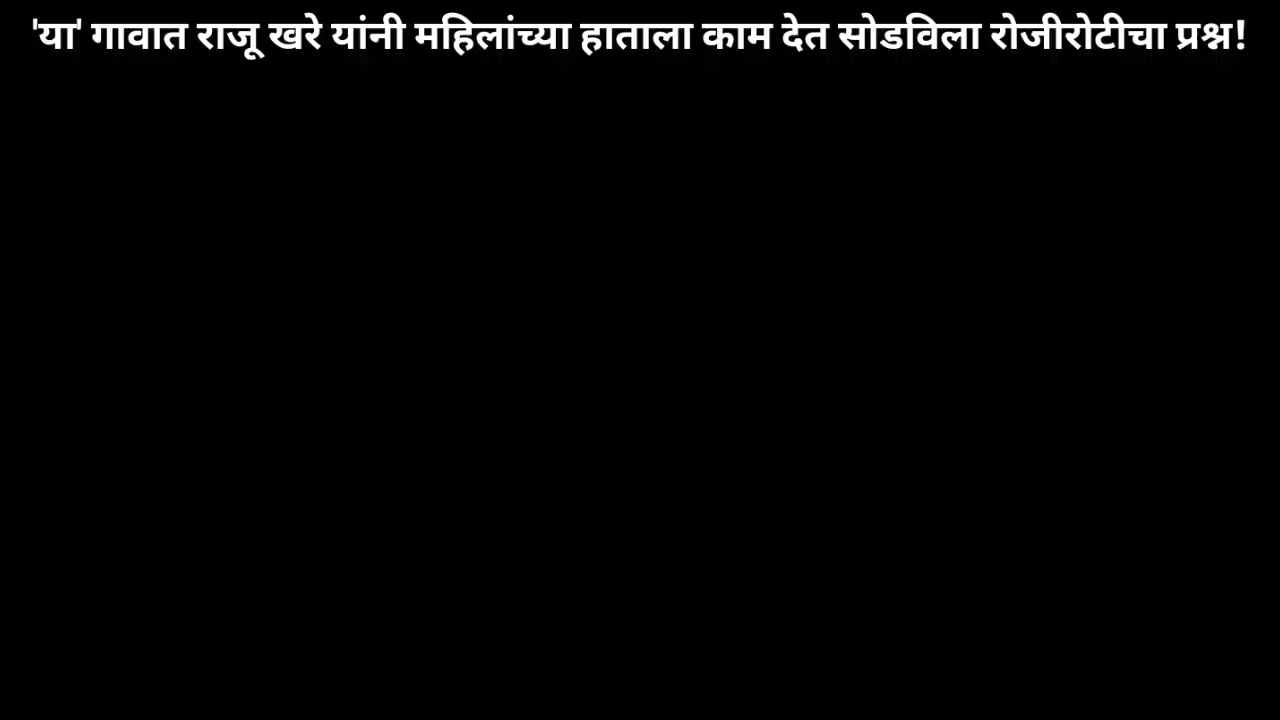 'या' गावात राजू खरे यांनी महिलांच्या हाताला काम देत सोडविला रोजीरोटीचा प्रश्न!